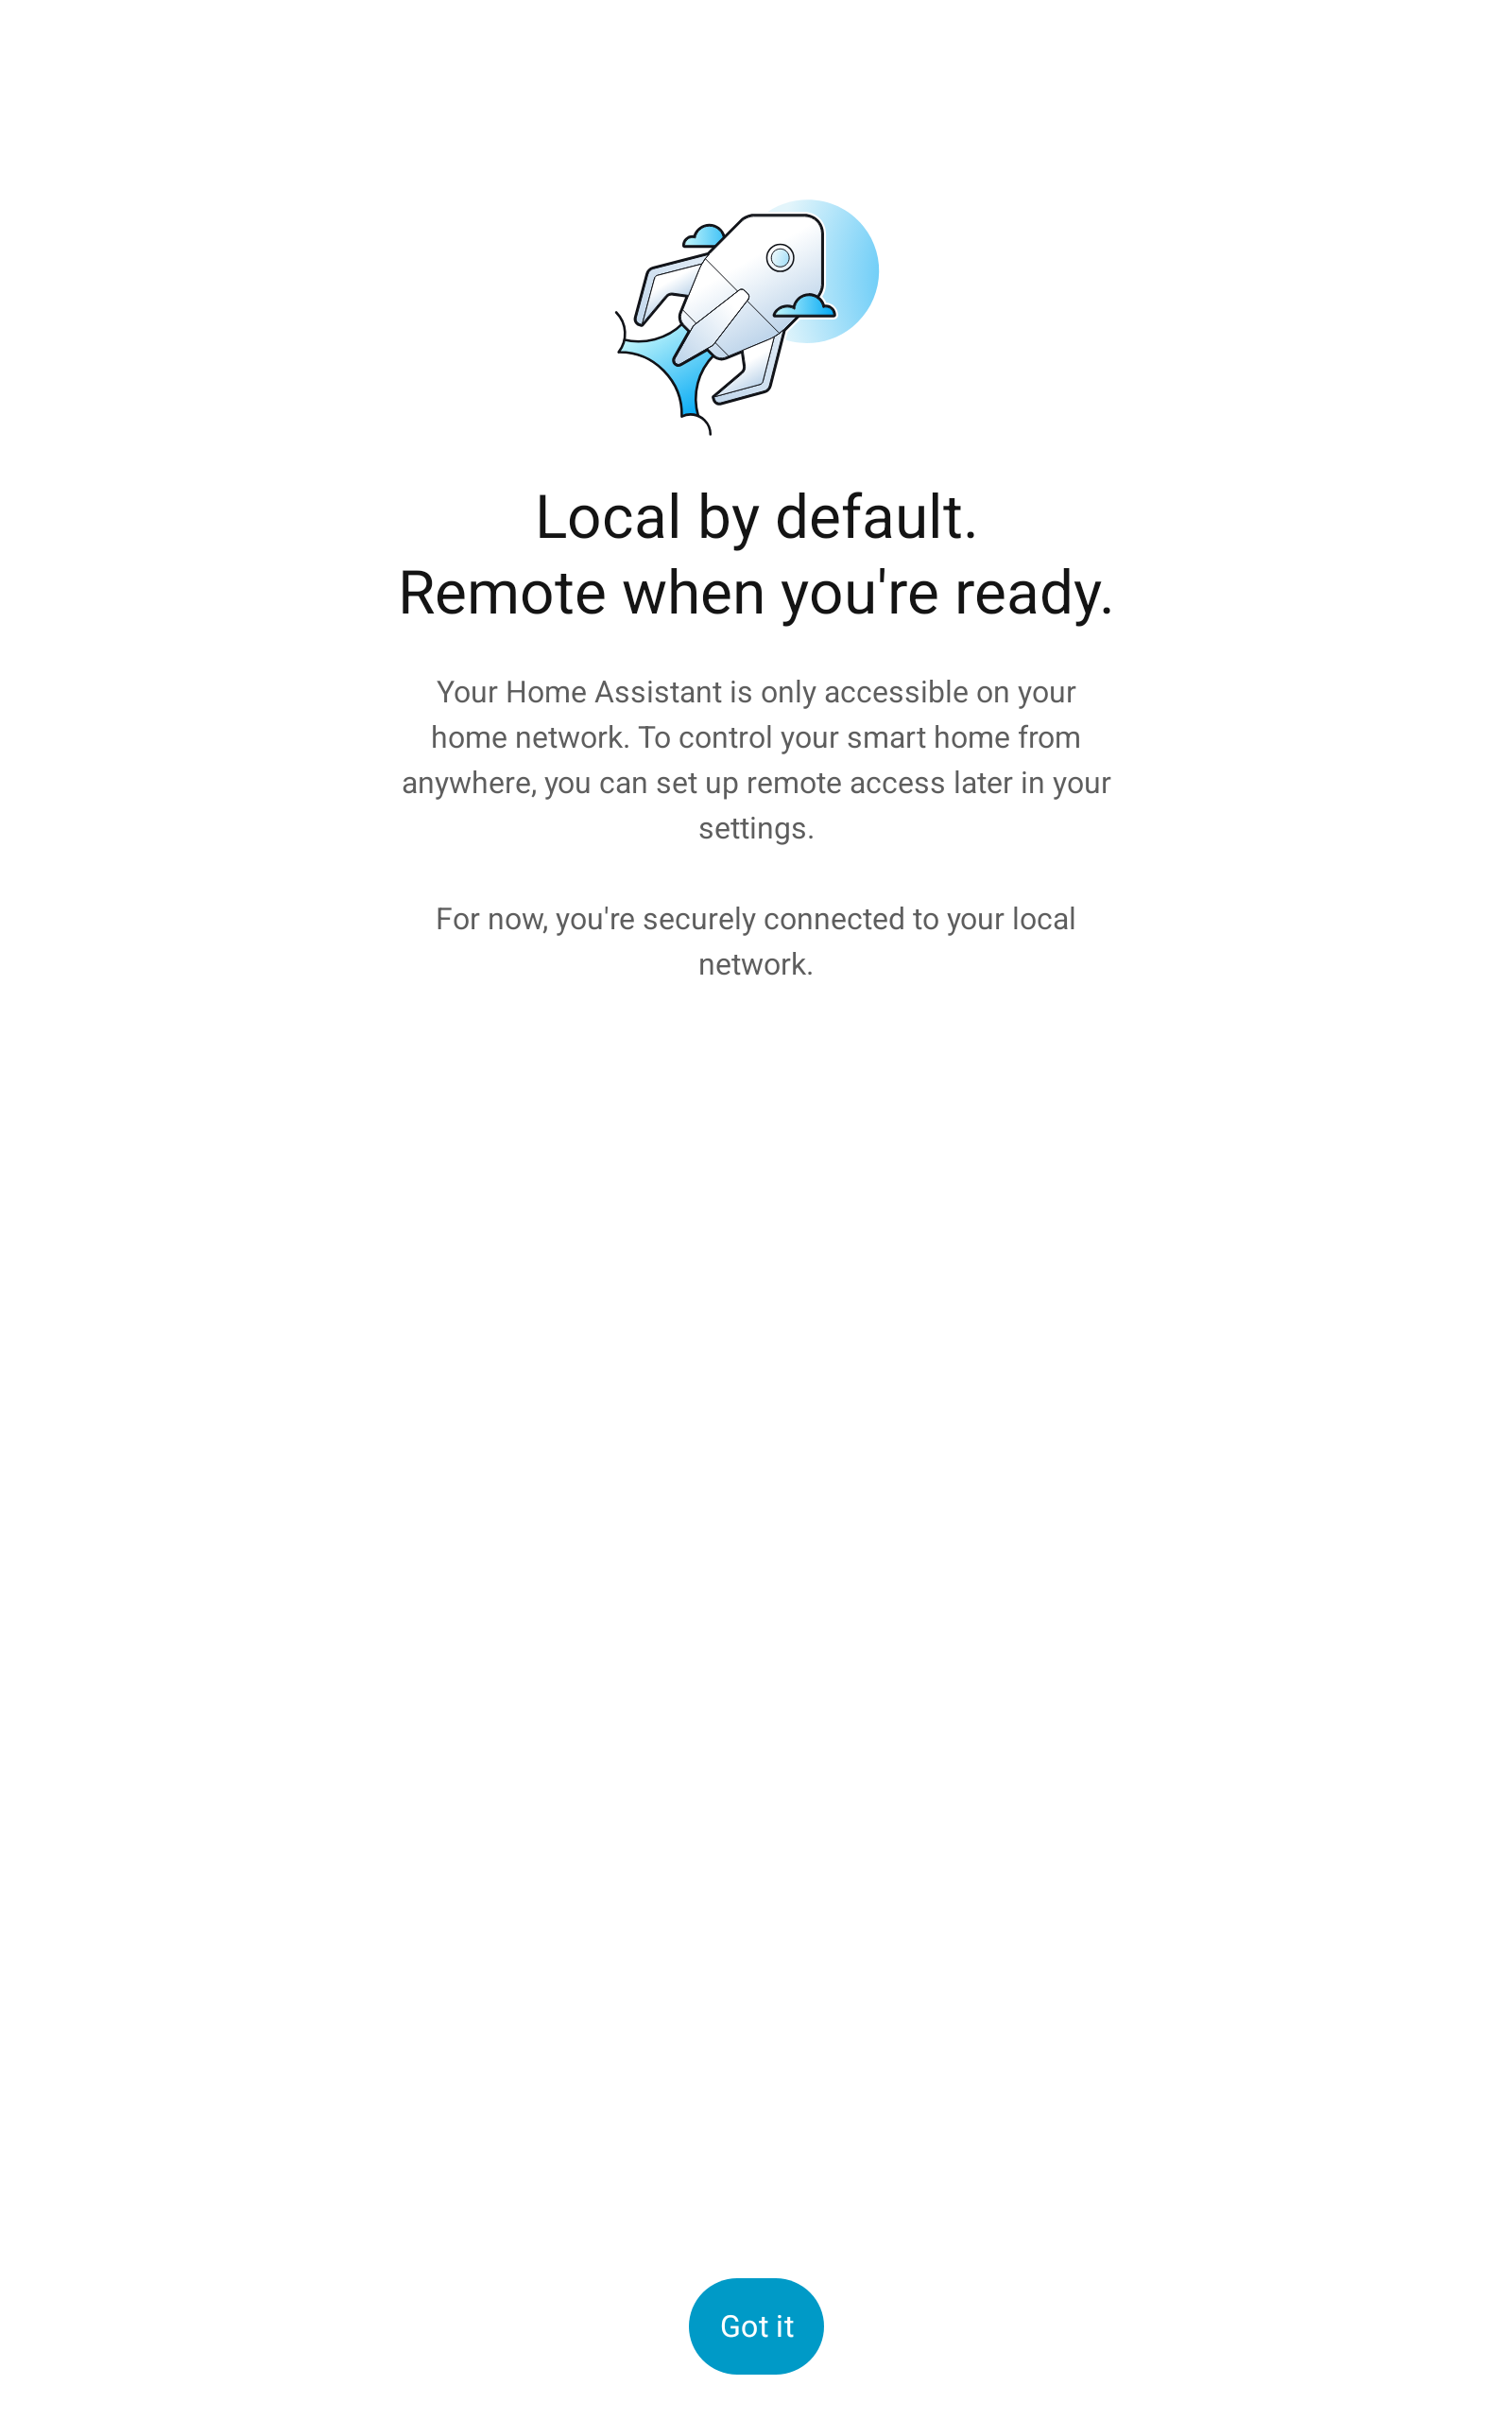 Local by default.
Remote when you're ready.
Your Home Assistant is only accessible on your
home network. To control your smart home from
anywhere, you can set up remote access later in your
settings.
For now, you're securely connected to your local
network.
Got it